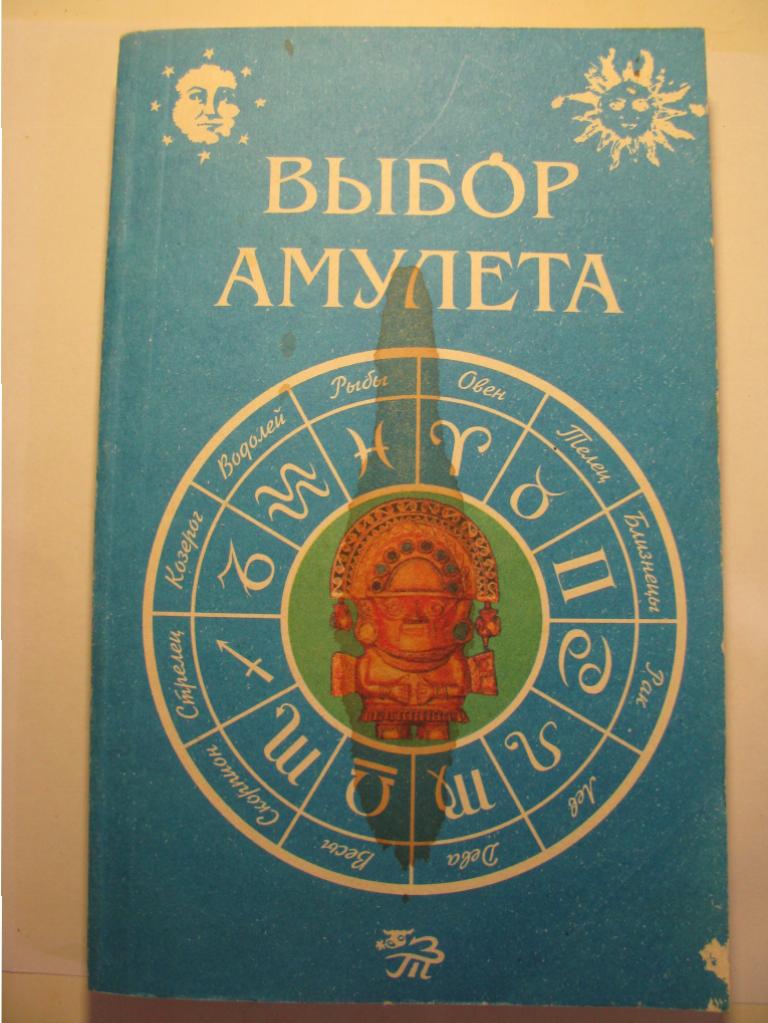 ВЫБОР
АМУЛЕТА
Рыбы
Овен
Телец
Близнецы
Рак
Лев
Дева
Весы
Скорпион
Стрелец
Козерог
Водолей